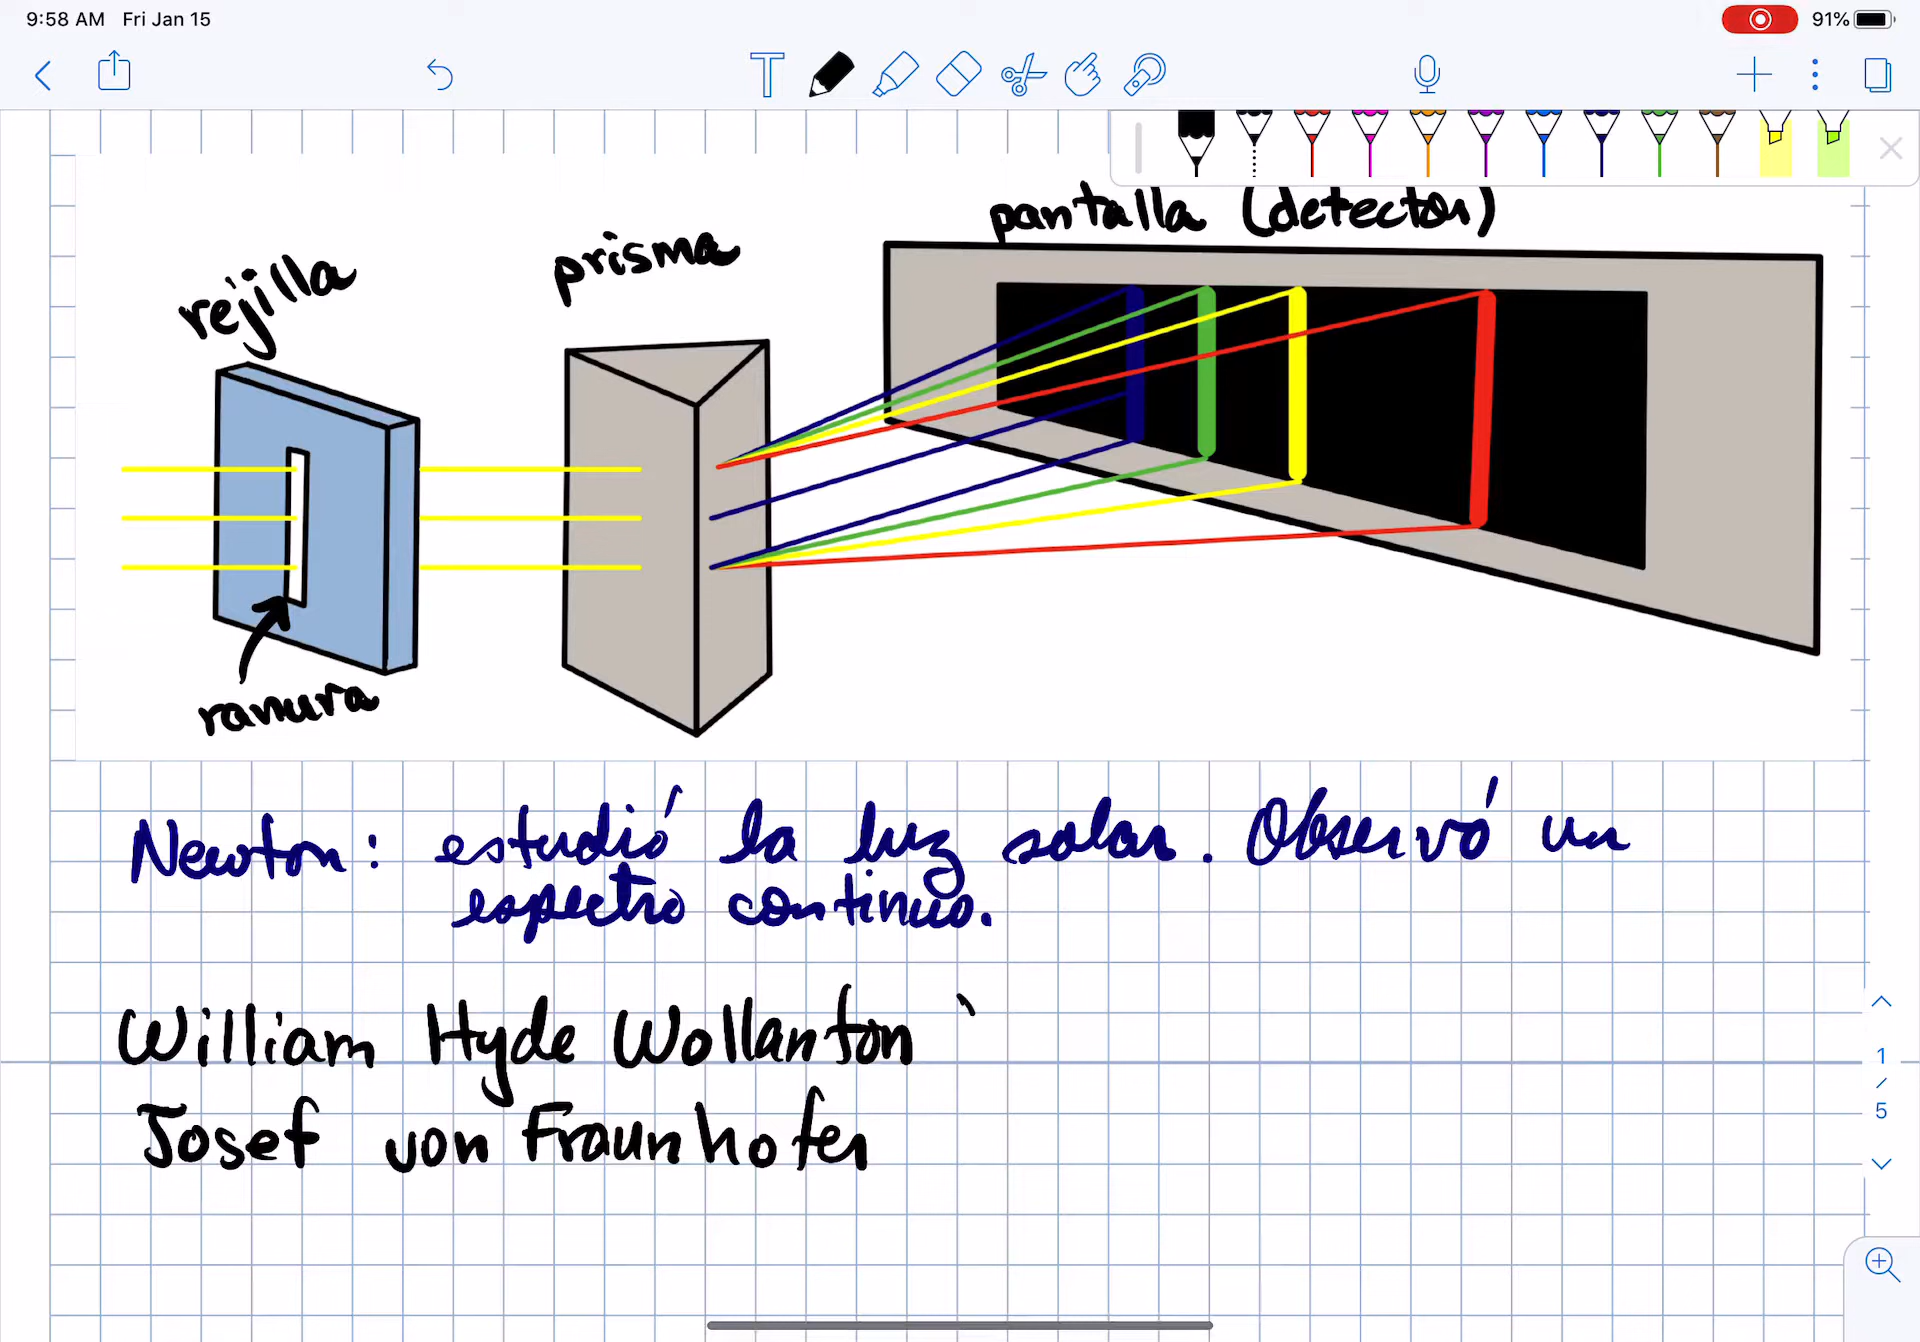 9:58 AM Fri Jan 15
91%
T
pantalla (detector)
prisma
rejilla
ranura
Newton: estudió la luz solar. Observó un
espectro continuo.
William Hyde Wollanston
Josef von Fraunhofer
1
5